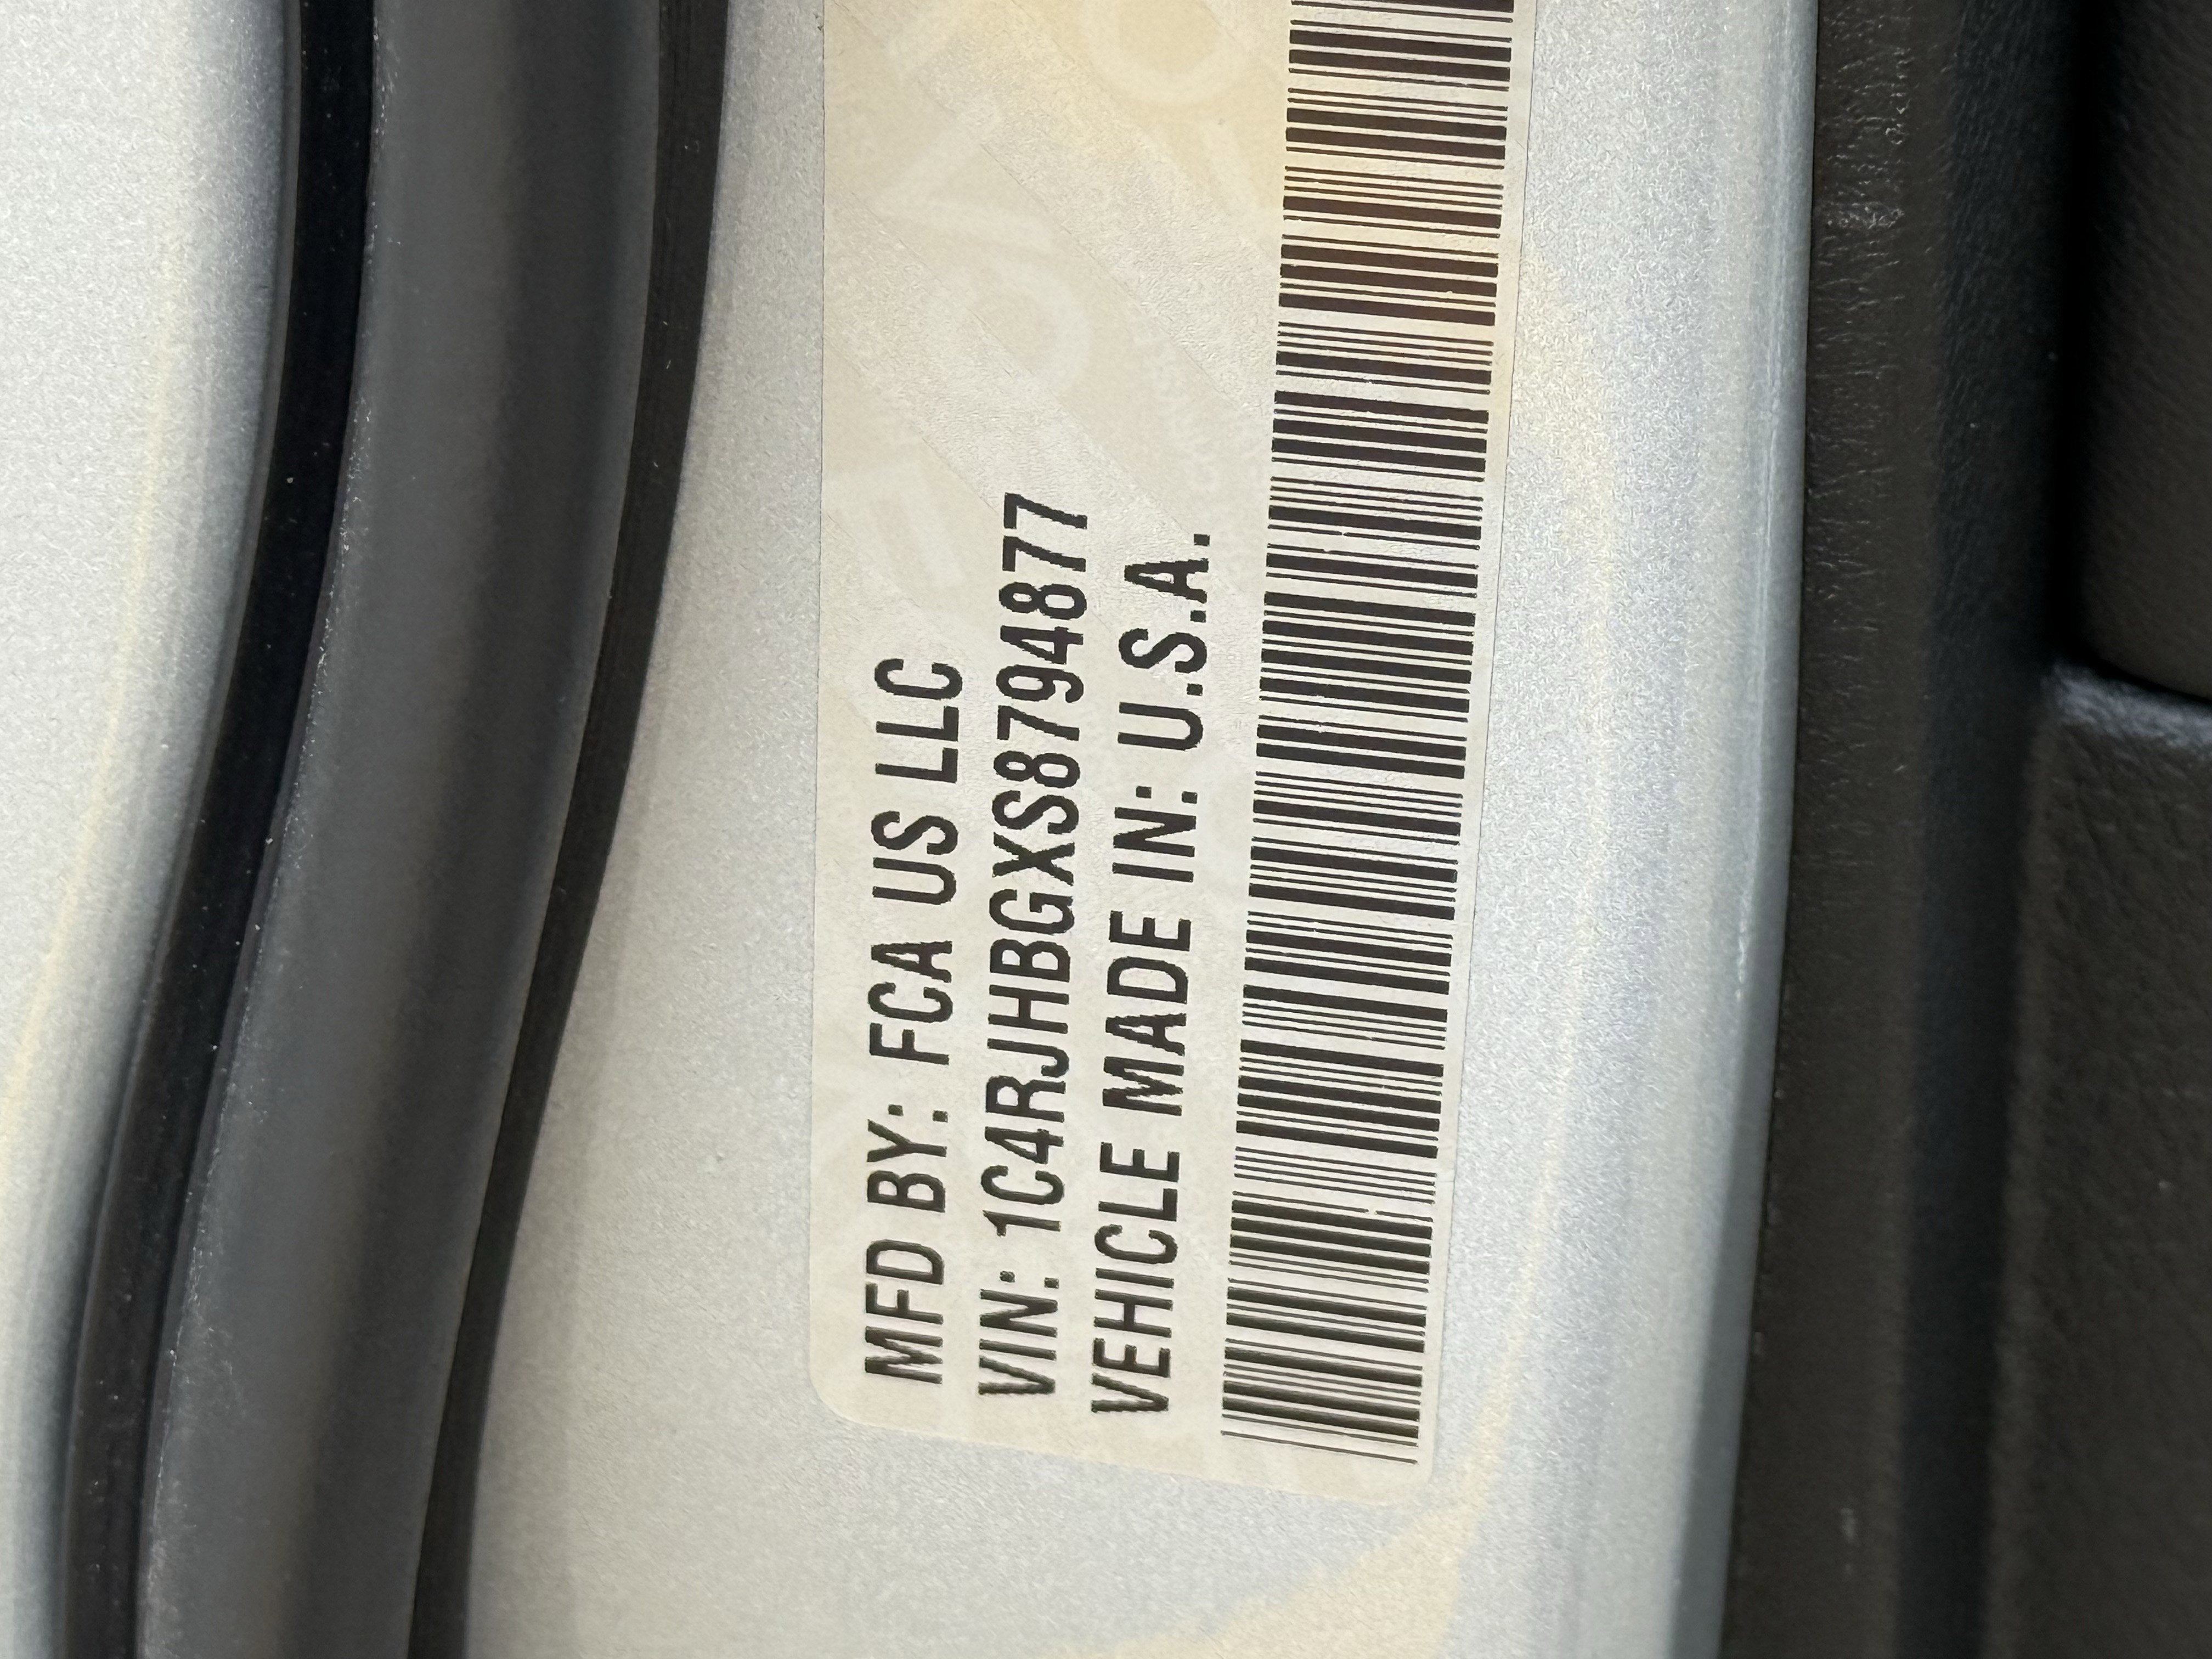 MFD BY: FCA US LLC
VIN: 1C4RJHBGXS8794877
VEHICLE MADE IN: U.S.A.